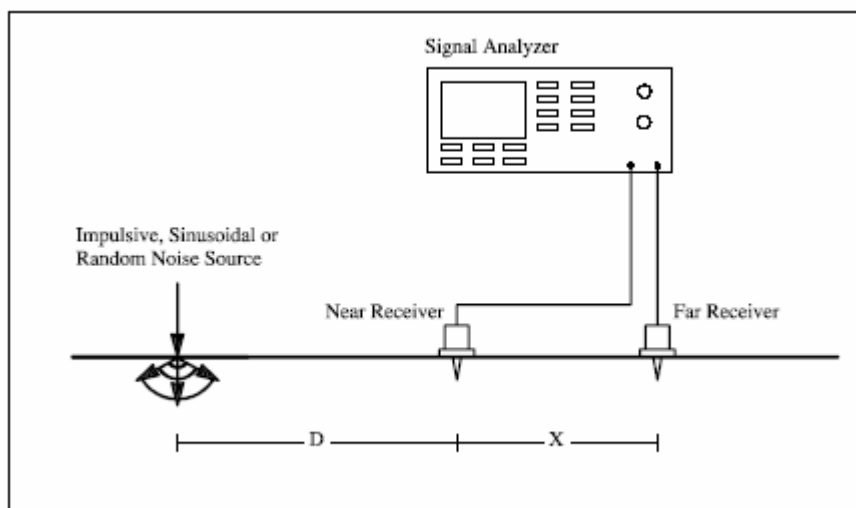 Signal Analyzer
Impulsive, Sinusoidal or
Random Noise Source
Near Receiver
Far Receiver
D
X